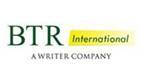 BTR International
A WRITER COMPANY